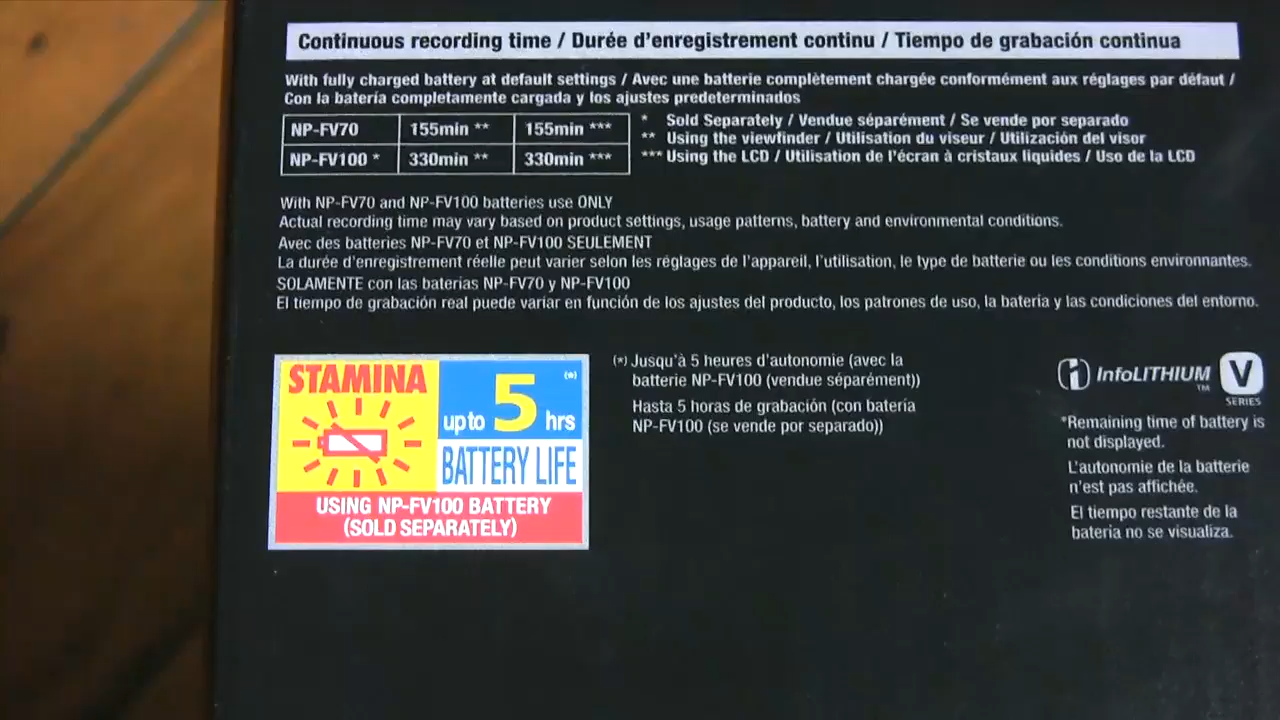 Continuous recording time / Durée d'enregistrement continu / Tiempo de grabación continua
With fully charged battery at default settings / Avec une batterie complètement chargée conformément aux réglages par défaut /
Con la batería completamente cargada y los ajustes predeterminados
NP-FV70 155min ** 155min ***
NP-FV100 * 330min ** 330min ***
* Sold Separately / Vendue séparément / Se vende por separado
** Using the viewfinder / Utilisation du viseur / Utilización del visor
*** Using the LCD / Utilisation de l'écran à cristaux liquides / Uso de la LCD
With NP-FV70 and NP-FV100 batteries use ONLY
Actual recording time may vary based on product settings, usage patterns, battery and environmental conditions.
Avec des batteries NP-FV70 et NP-FV100 SEULEMENT
La durée d'enregistrement réelle peut varier selon les réglages de l'appareil, l'utilisation, le type de batterie ou les conditions environnantes.
SOLAMENTE con las baterías NP-FV70 y NP-FV100
El tiempo de grabación real puede variar en función de los ajustes del producto, los patrones de uso, la batería y las condiciones del entorno.
STAMINA
up to 5 hrs (*)
BATTERY LIFE
USING NP-FV100 BATTERY
(SOLD SEPARATELY)
(*) Jusqu'à 5 heures d'autonomie (avec la
batterie NP-FV100 (vendue séparément))
Hasta 5 horas de grabación (con batería
NP-FV100 (se vende por separado))
i InfoLITHIUM ™ V
SERIES
*Remaining time of battery is
not displayed.
L'autonomie de la batterie
n'est pas affichée.
El tiempo restante de la
batería no se visualiza.